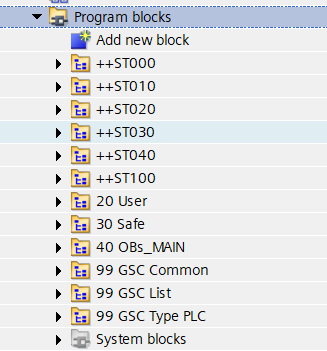 Program blocks
Add new block
++ST000
++ST010
++ST020
++ST030
++ST040
++ST100
20 User
30 Safe
40 OBs_MAIN
99 GSC Common
99 GSC List
99 GSC Type PLC
System blocks